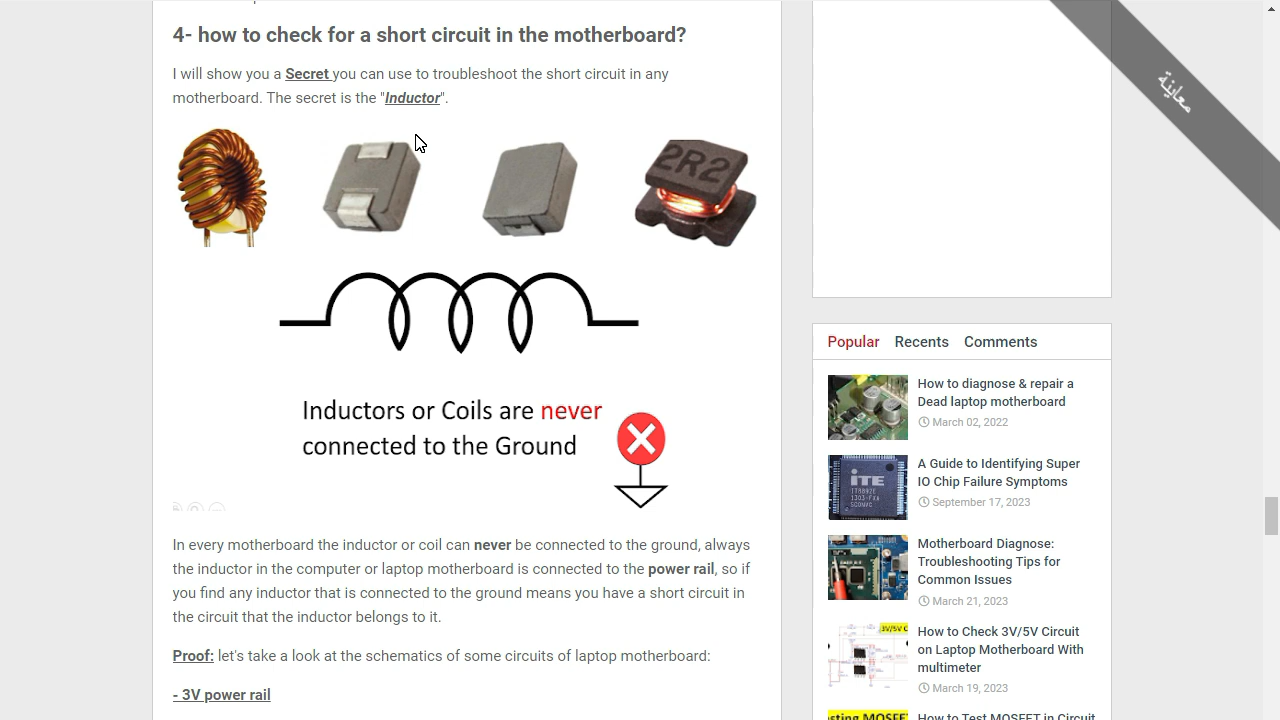 4- how to check for a short circuit in the motherboard?
I will show you a Secret you can use to troubleshoot the short circuit in any
motherboard. The secret is the "Inductor".
2R2
Inductors or Coils are never
connected to the Ground
In every motherboard the inductor or coil can never be connected to the ground, always
the inductor in the computer or laptop motherboard is connected to the power rail, so if
you find any inductor that is connected to the ground means you have a short circuit in
the circuit that the inductor belongs to it.
Proof: let's take a look at the schematics of some circuits of laptop motherboard:
- 3V power rail
معاينة
Popular Recents Comments
How to diagnose & repair a
Dead laptop motherboard
March 02, 2022
iTE
A Guide to Identifying Super
IO Chip Failure Symptoms
September 17, 2023
Motherboard Diagnose:
Troubleshooting Tips for
Common Issues
March 21, 2023
3V/5V C
How to Check 3V/5V Circuit
on Laptop Motherboard With
multimeter
March 19, 2023
sting MOSFET
How to Test MOSFET in Circuit